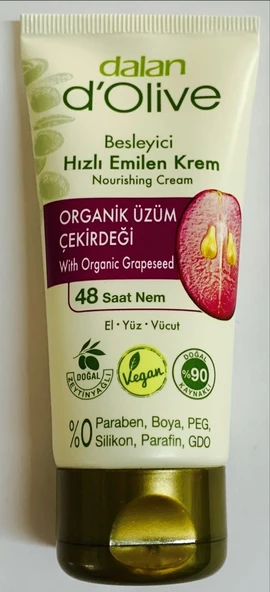 dalan
d'Olive
Besleyici
Hızlı Emilen Krem
Nourishing Cream
ORGANİK ÜZÜM
ÇEKİRDEĞİ
With Organic Grapeseed
48 Saat Nem
El · Yüz · Vücut
DOĞAL
ZEYTİNYAĞLI
Vegan
DOĞAL
%90
KAYNAKLI
%0 Paraben, Boya, PEG,
Silikon, Parafin, GDO